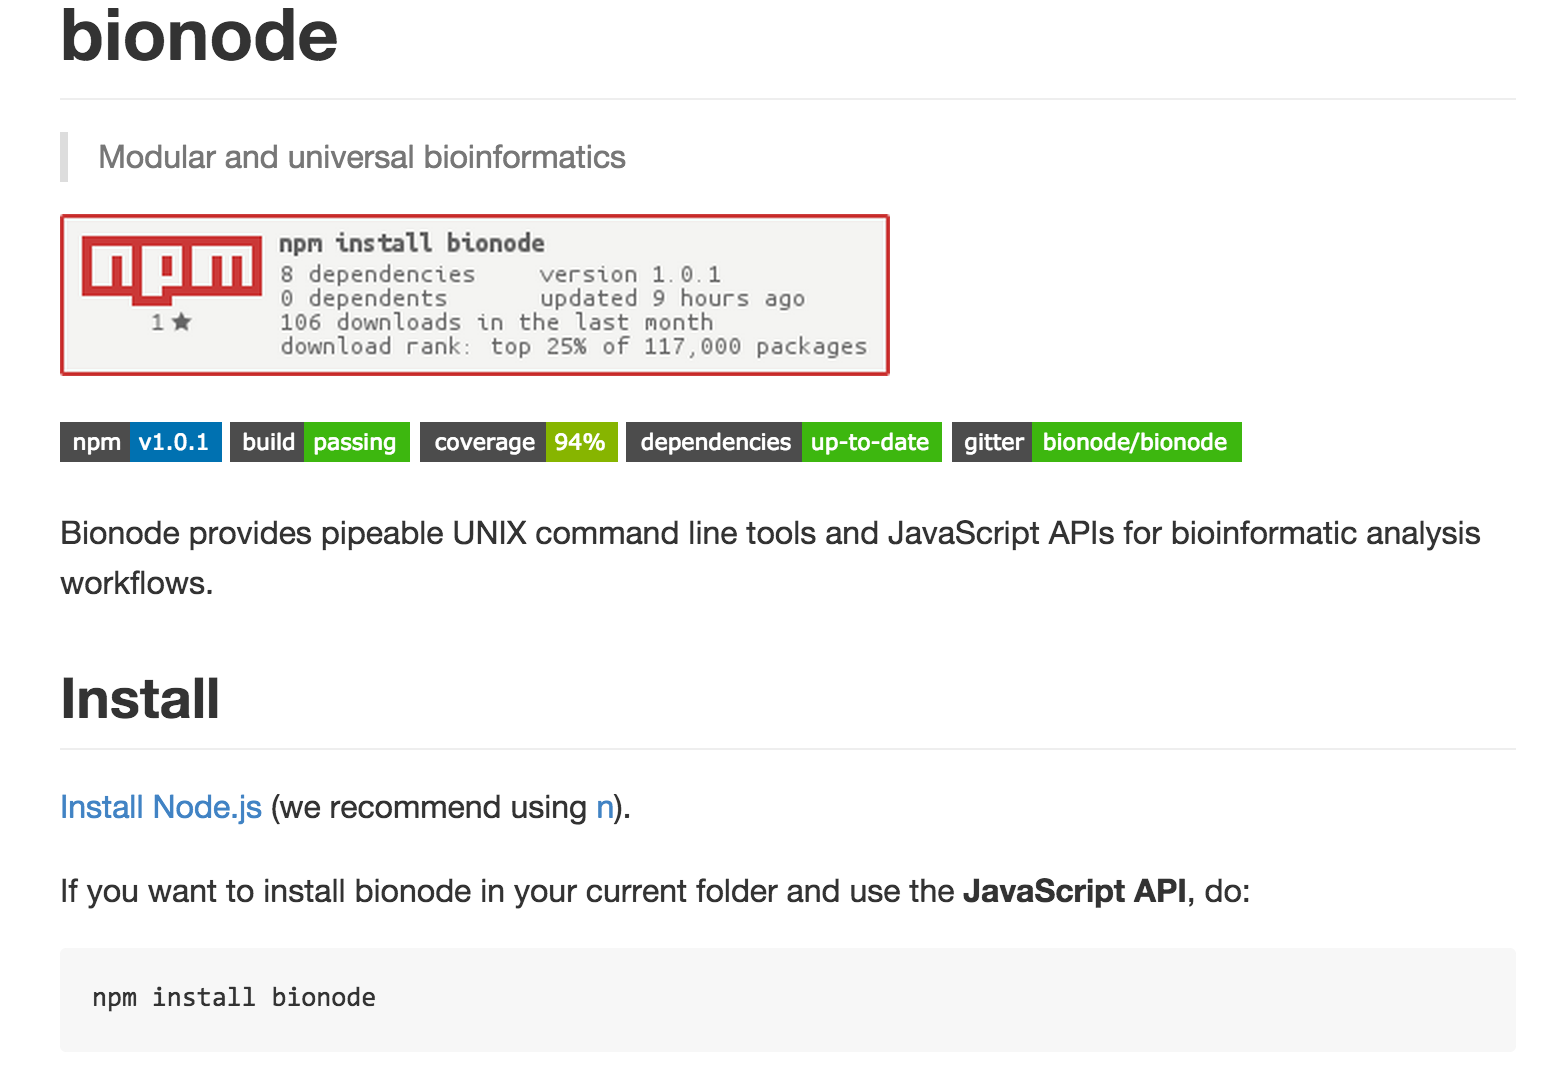 bionode
Modular and universal bioinformatics
npm
npm install bionode
8 dependencies version 1.0.1
0 dependents updated 9 hours ago
1 ★ 106 downloads in the last month
download rank: top 25% of 117,000 packages
npm v1.0.1 build passing coverage 94% dependencies up-to-date gitter bionode/bionode
Bionode provides pipeable UNIX command line tools and JavaScript APIs for bioinformatic analysis
workflows.
Install
Install Node.js (we recommend using n).
If you want to install bionode in your current folder and use the JavaScript API, do:
npm install bionode